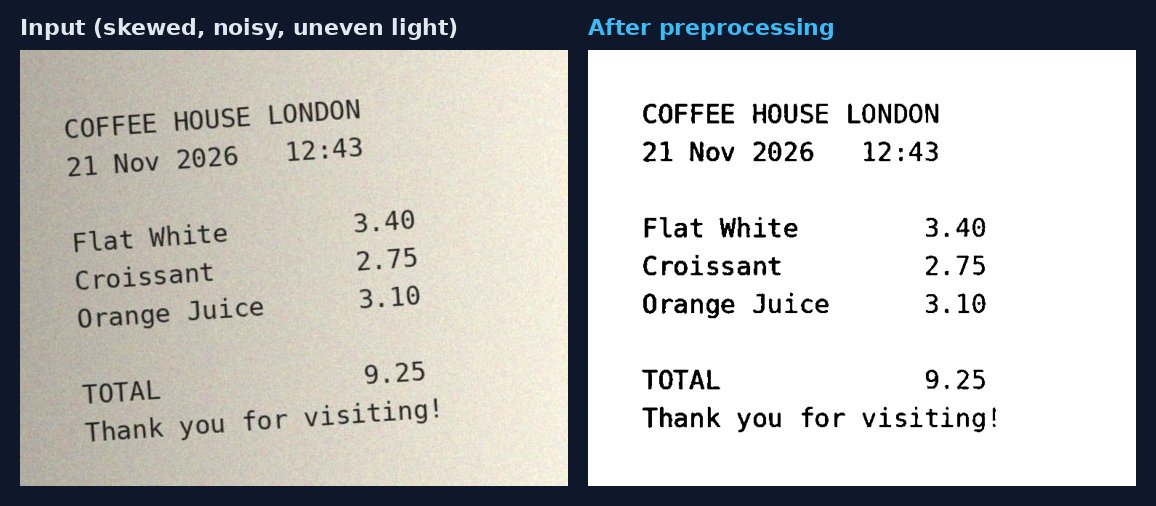 Input (skewed, noisy, uneven light)
COFFEE HOUSE LONDON
21 Nov 2026   12:43
Flat White        3.40
Croissant         2.75
Orange Juice      3.10
TOTAL             9.25
Thank you for visiting!
After preprocessing
COFFEE HOUSE LONDON
21 Nov 2026   12:43
Flat White        3.40
Croissant         2.75
Orange Juice      3.10
TOTAL             9.25
Thank you for visiting!